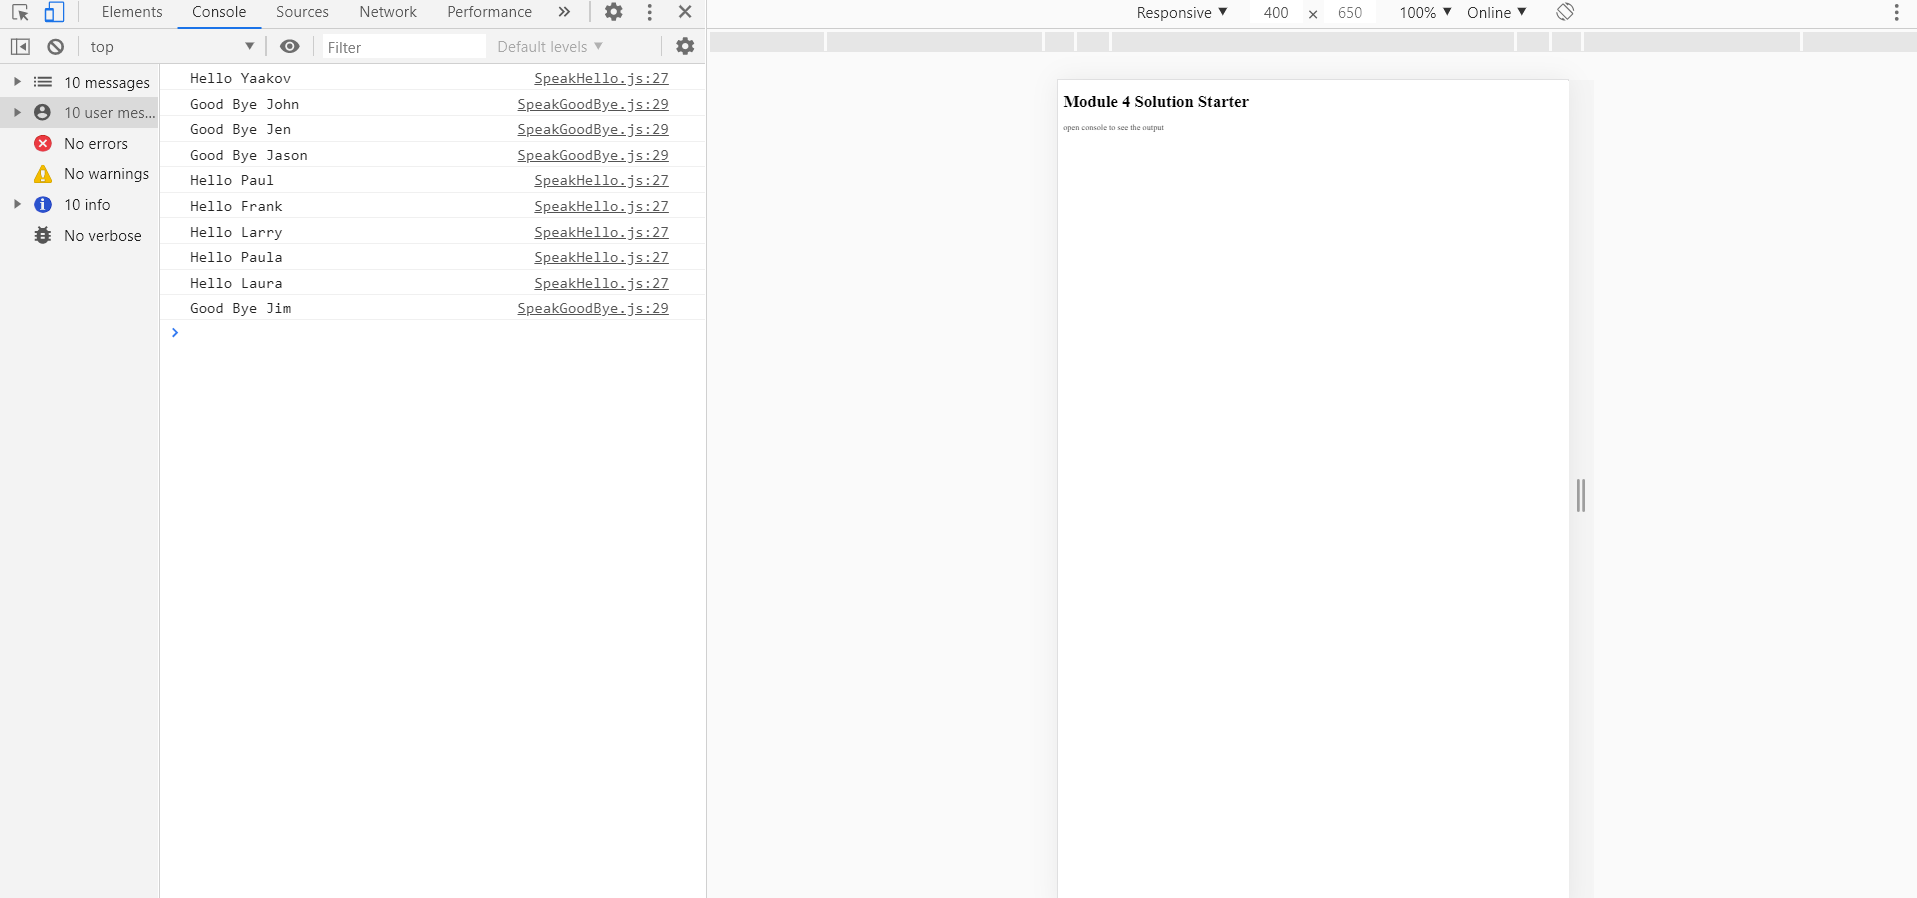 Elements Console Sources Network Performance
top Filter Default levels
10 messages
10 user mes...
No errors
No warnings
10 info
No verbose
Hello Yaakov SpeakHello.js:27
Good Bye John SpeakGoodBye.js:29
Good Bye Jen SpeakGoodBye.js:29
Good Bye Jason SpeakGoodBye.js:29
Hello Paul SpeakHello.js:27
Hello Frank SpeakHello.js:27
Hello Larry SpeakHello.js:27
Hello Paula SpeakHello.js:27
Hello Laura SpeakHello.js:27
Good Bye Jim SpeakGoodBye.js:29
Responsive 400 x 650 100% Online
Module 4 Solution Starter
open console to see the output